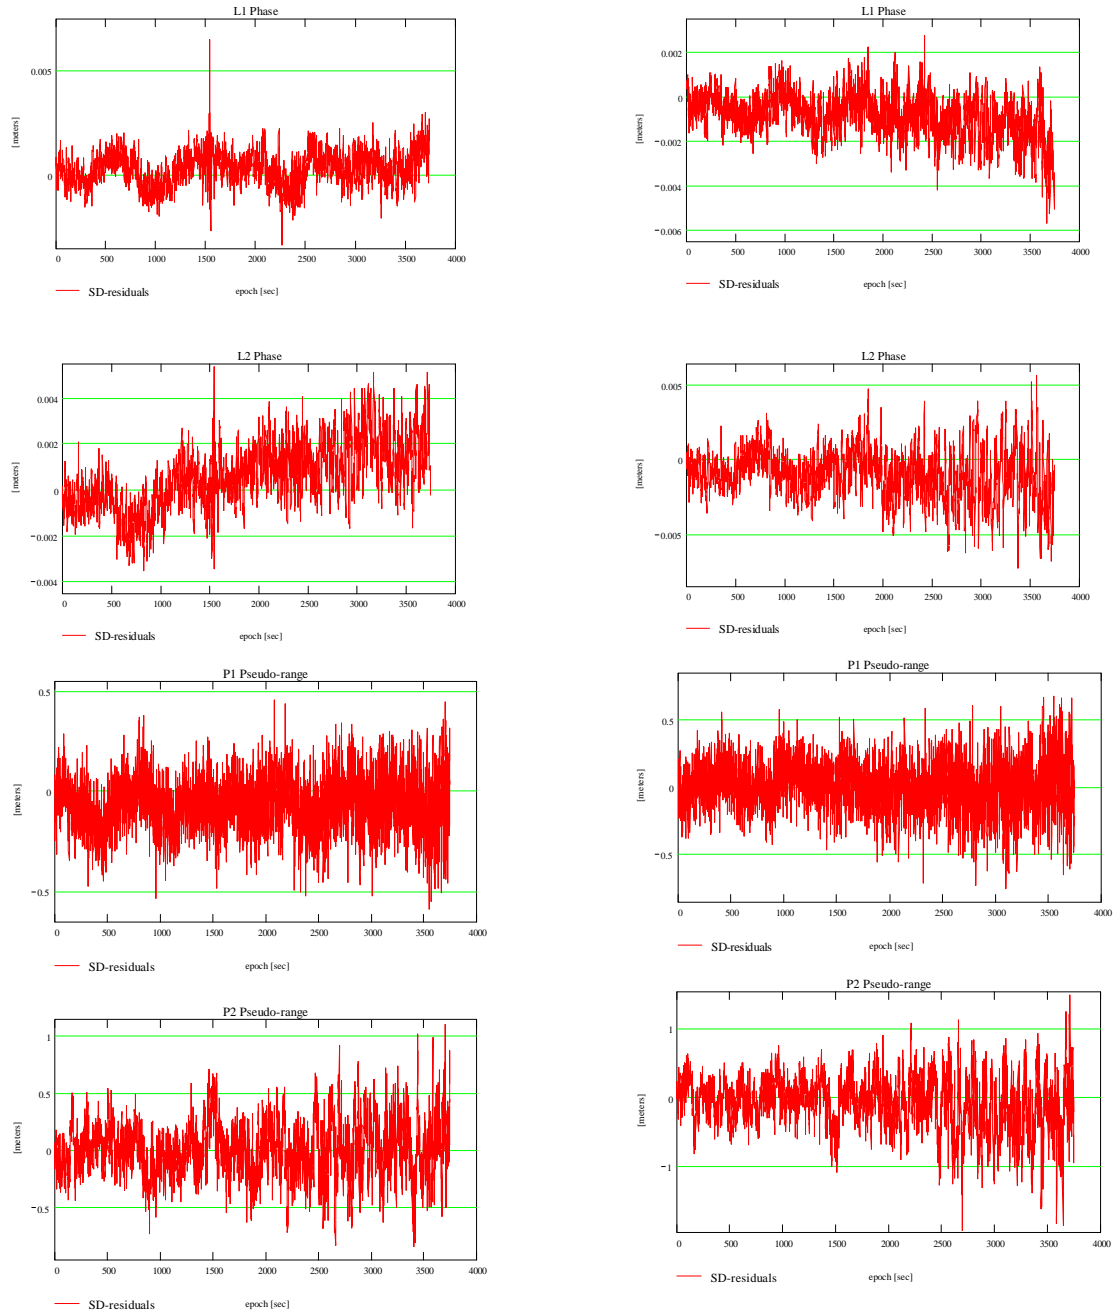 L1 Phase
0.005
0
[meters]
0 500 1000 1500 2000 2500 3000 3500 4000
SD-residuals
epoch [sec]
L1 Phase
0.002
0
−0.002
−0.004
−0.006
[meters]
0 500 1000 1500 2000 2500 3000 3500 4000
SD-residuals
epoch [sec]
L2 Phase
0.004
0.002
0
−0.002
−0.004
[meters]
0 500 1000 1500 2000 2500 3000 3500 4000
SD-residuals
epoch [sec]
L2 Phase
0.005
0
−0.005
[meters]
0 500 1000 1500 2000 2500 3000 3500 4000
SD-residuals
epoch [sec]
P1 Pseudo-range
0.5
0
−0.5
[meters]
0 500 1000 1500 2000 2500 3000 3500 4000
SD-residuals
epoch [sec]
P1 Pseudo-range
0.5
0
−0.5
[meters]
0 500 1000 1500 2000 2500 3000 3500 4000
SD-residuals
epoch [sec]
P2 Pseudo-range
1
0.5
0
−0.5
[meters]
0 500 1000 1500 2000 2500 3000 3500 4000
SD-residuals
epoch [sec]
P2 Pseudo-range
1
0
−1
[meters]
0 500 1000 1500 2000 2500 3000 3500 4000
SD-residuals
epoch [sec]